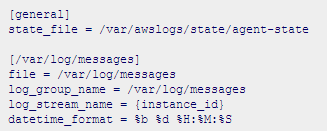 [general]
state_file = /var/awslogs/state/agent-state
[/var/log/messages]
file = /var/log/messages
log_group_name = /var/log/messages
log_stream_name = {instance_id}
datetime_format = %b %d %H:%M:%S